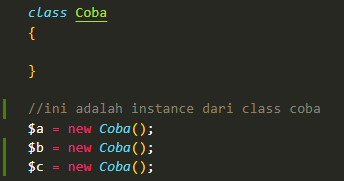 class Coba
{
}
//ini adalah instance dari class coba
$a = new Coba();
$b = new Coba();
$c = new Coba();